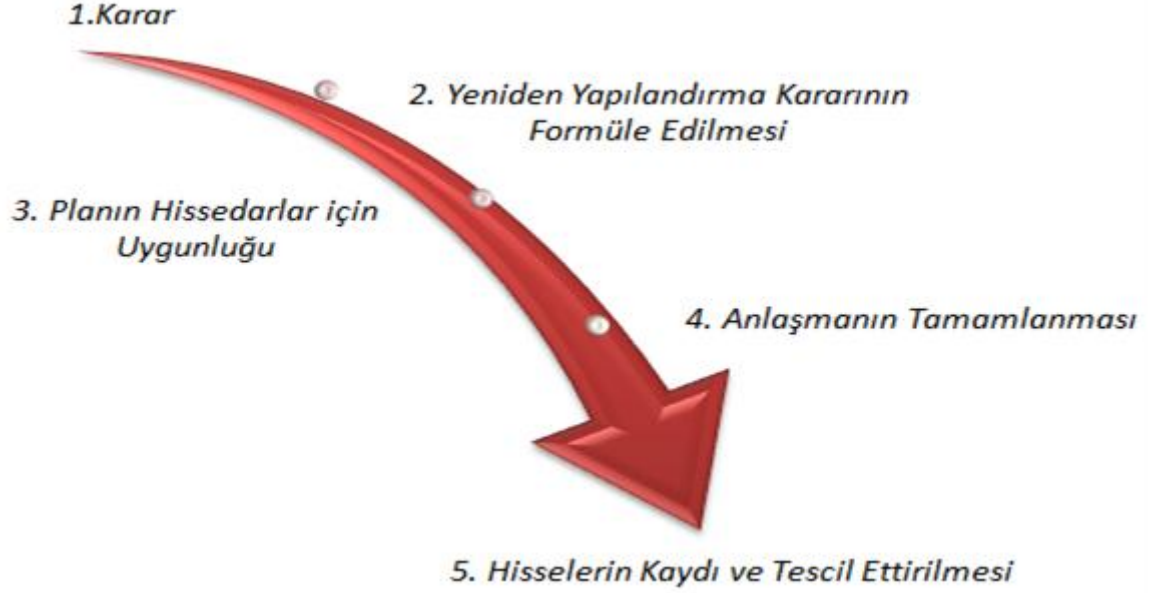 1.Karar
2. Yeniden Yapılandırma Kararının
Formüle Edilmesi
3. Planın Hissedarlar için
Uygunluğu
4. Anlaşmanın Tamamlanması
5. Hisselerin Kaydı ve Tescil Ettirilmesi